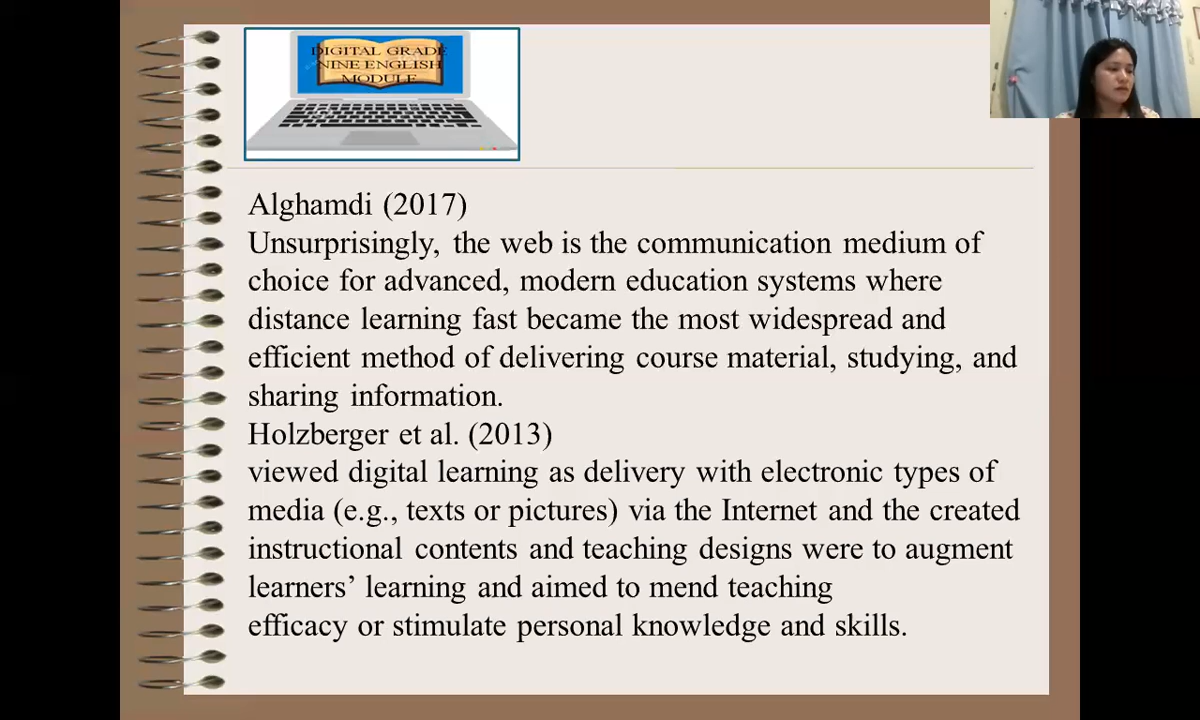 DIGITAL GRADE
NINE ENGLISH
MODULE
Alghamdi (2017)
Unsurprisingly, the web is the communication medium of
choice for advanced, modern education systems where
distance learning fast became the most widespread and
efficient method of delivering course material, studying, and
sharing information.
Holzberger et al. (2013)
viewed digital learning as delivery with electronic types of
media (e.g., texts or pictures) via the Internet and the created
instructional contents and teaching designs were to augment
learners’ learning and aimed to mend teaching
efficacy or stimulate personal knowledge and skills.